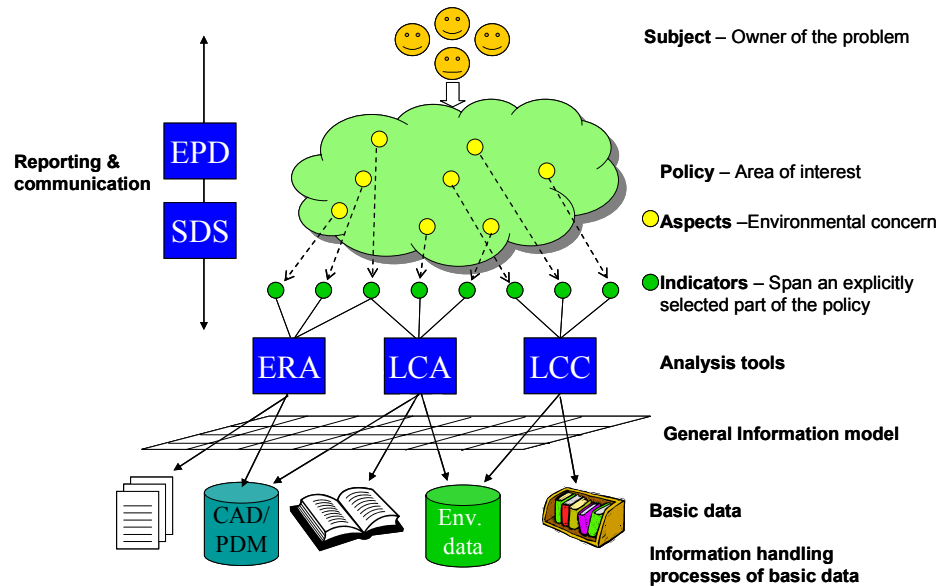 Subject – Owner of the problem
EPD
Reporting &
communication
SDS
Policy – Area of interest
Aspects –Environmental concern
Indicators – Span an explicitly
selected part of the policy
ERA
LCA
LCC
Analysis tools
General Information model
CAD/
PDM
Env.
data
Basic data
Information handling
processes of basic data